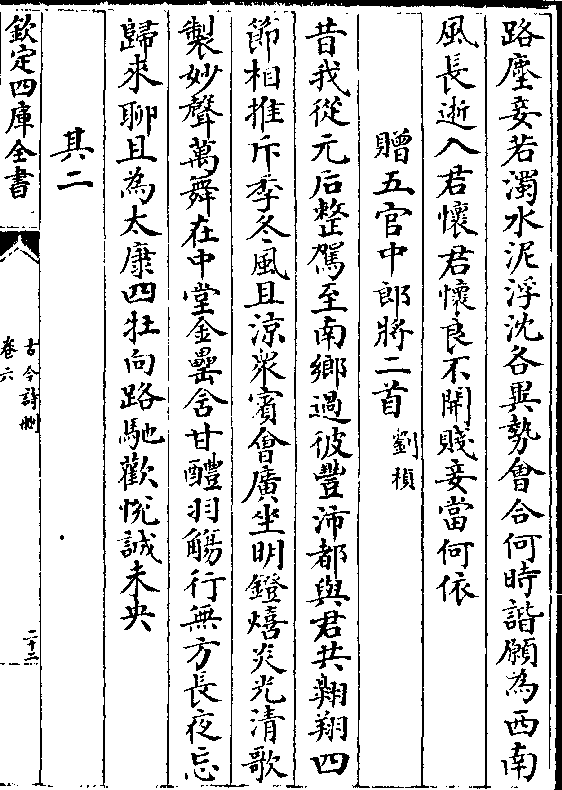 路塵妾若濁水泥浮沈各異勢會合何時諧願為西南
風長逝入君懷君懷良不開賤妾當何依
贈五官中郎將二首 劉楨
昔我從元后整駕至南鄉過彼豐沛都與君共翺翔四
節相推斥季冬風且涼衆賓會廣坐明鐙熺炎光清歌
製妙聲萬舞在中堂金罍含甘醴羽觴行無方長夜忘
歸來聊且為太康四牡向路馳歡恱誠未央
其二
欽定四庫全書
古今詩刪
卷六
二十二